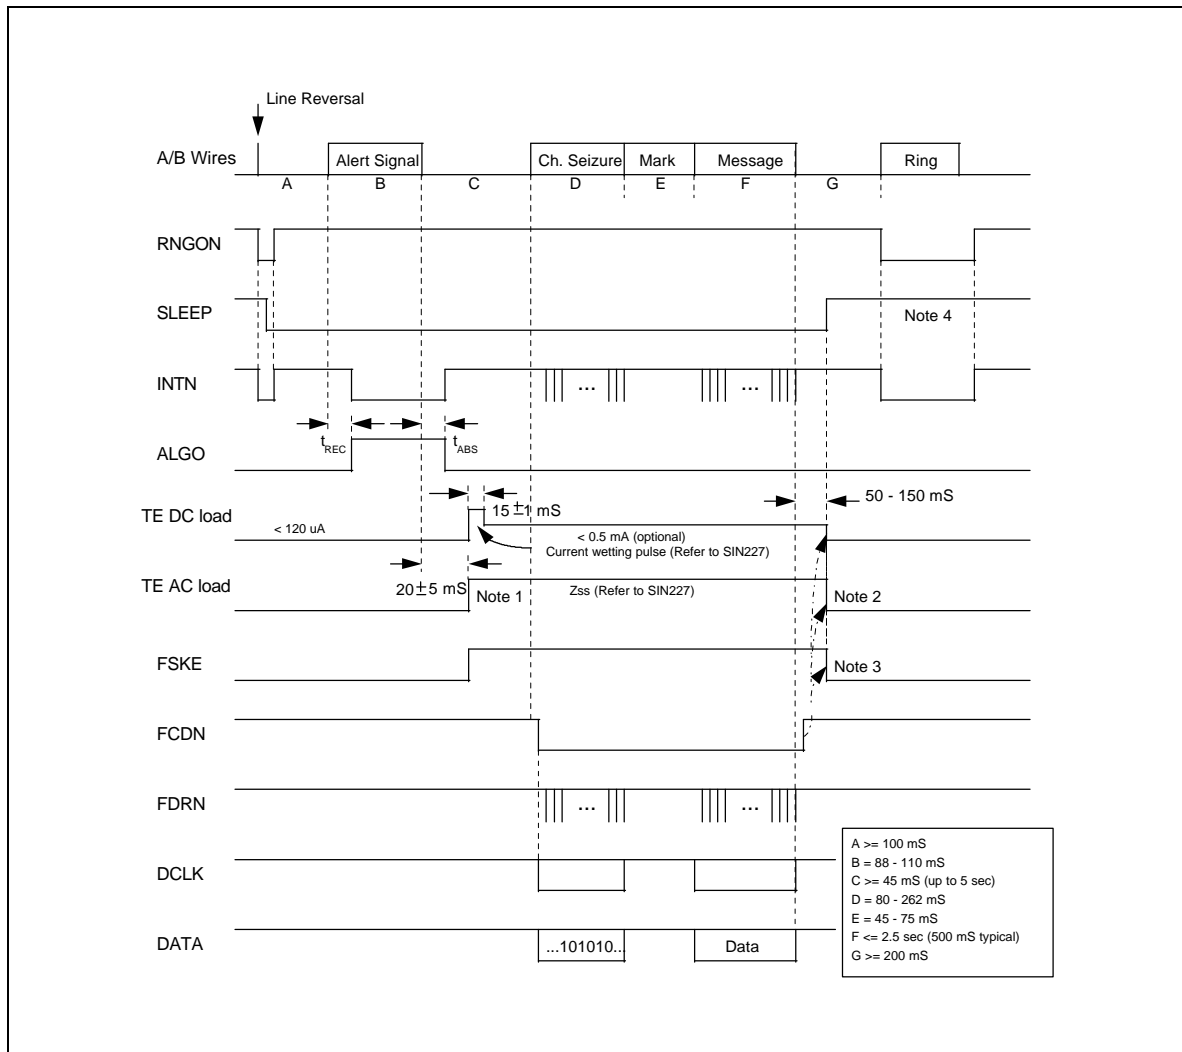 Line Reversal
A/B Wires
Alert Signal
Ch. Seizure
Mark
Message
Ring
A
B
C
D
E
F
G
RNGON
SLEEP
Note 4
INTN
...
...
tREC
tABS
ALGO
50 - 150 mS
15 ±1 mS
TE DC load
< 120 uA
< 0.5 mA (optional)
Current wetting pulse (Refer to SIN227)
20±5 mS
TE AC load
Note 1
Zss (Refer to SIN227)
Note 2
FSKE
Note 3
FCDN
FDRN
...
...
DCLK
DATA
...101010...
Data
A >= 100 mS
B = 88 - 110 mS
C >= 45 mS (up to 5 sec)
D = 80 - 262 mS
E = 45 - 75 mS
F <= 2.5 sec (500 mS typical)
G >= 200 mS